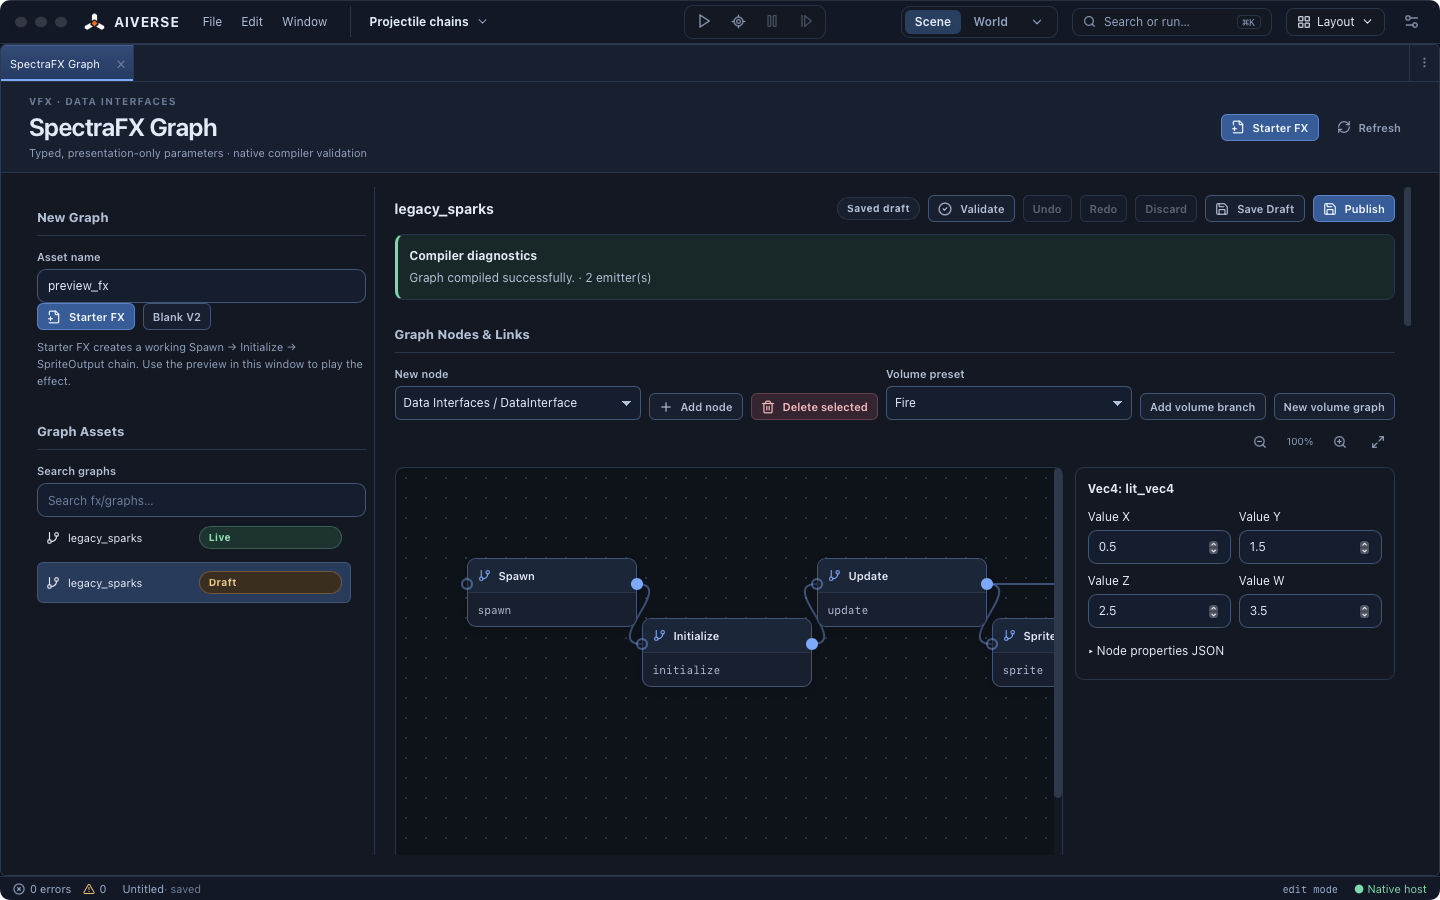 AIVERSE File Edit Window Projectile chains Scene World Search or run... ⌘K Layout
SpectraFX Graph
VFX · DATA INTERFACES
SpectraFX Graph
Typed, presentation-only parameters · native compiler validation
Starter FX Refresh
New Graph
Asset name
preview_fx
Starter FX Blank V2
Starter FX creates a working Spawn → Initialize →
SpriteOutput chain. Use the preview in this window to play the
effect.
Graph Assets
Search graphs
Search fx/graphs...
legacy_sparks Live
legacy_sparks Draft
legacy_sparks Saved draft Validate Undo Redo Discard Save Draft Publish
Compiler diagnostics
Graph compiled successfully. · 2 emitter(s)
Graph Nodes & Links
New node Volume preset
Data Interfaces / DataInterface Add node Delete selected Fire Add volume branch New volume graph
100%
Spawn
spawn
Initialize
initialize
Update
update
Sprite
sprite
Vec4: lit_vec4
Value X Value Y
0.5 1.5
Value Z Value W
2.5 3.5
Node properties JSON
0 errors 0 Untitled · saved edit mode Native host